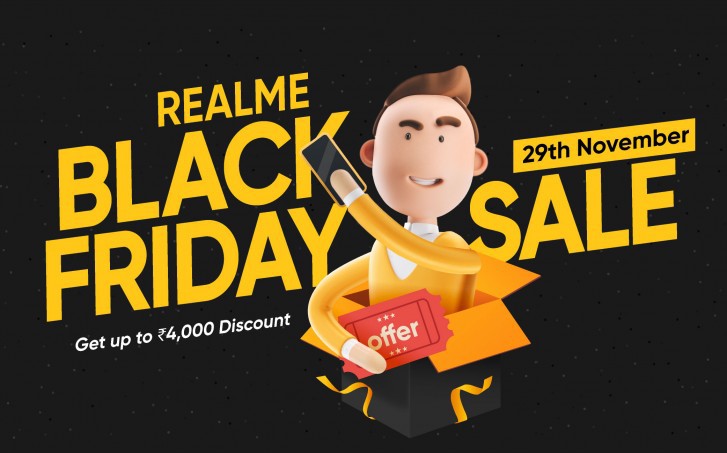 REALME
BLACK
FRIDAY
29th November
SALE
Get up to ₹4,000 Discount
offer